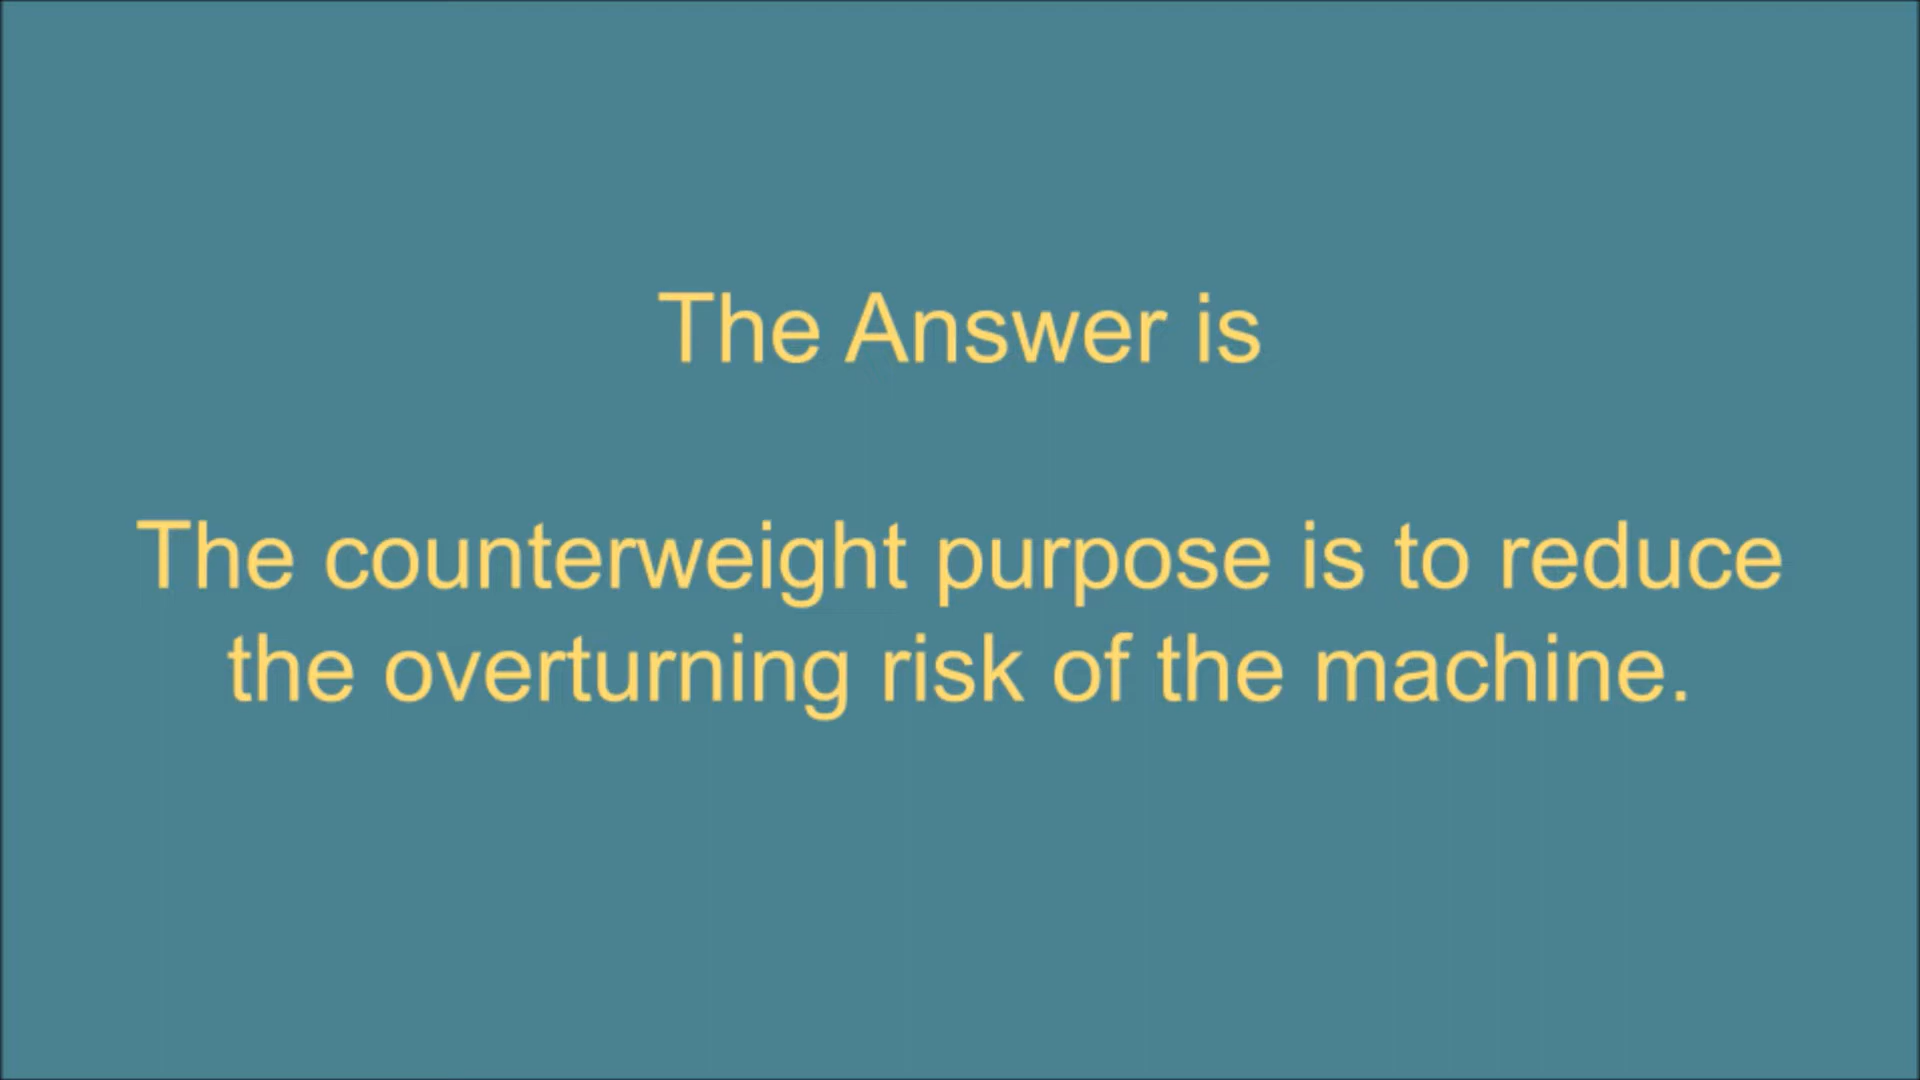 The Answer is
The counterweight purpose is to reduce
the overturning risk of the machine.